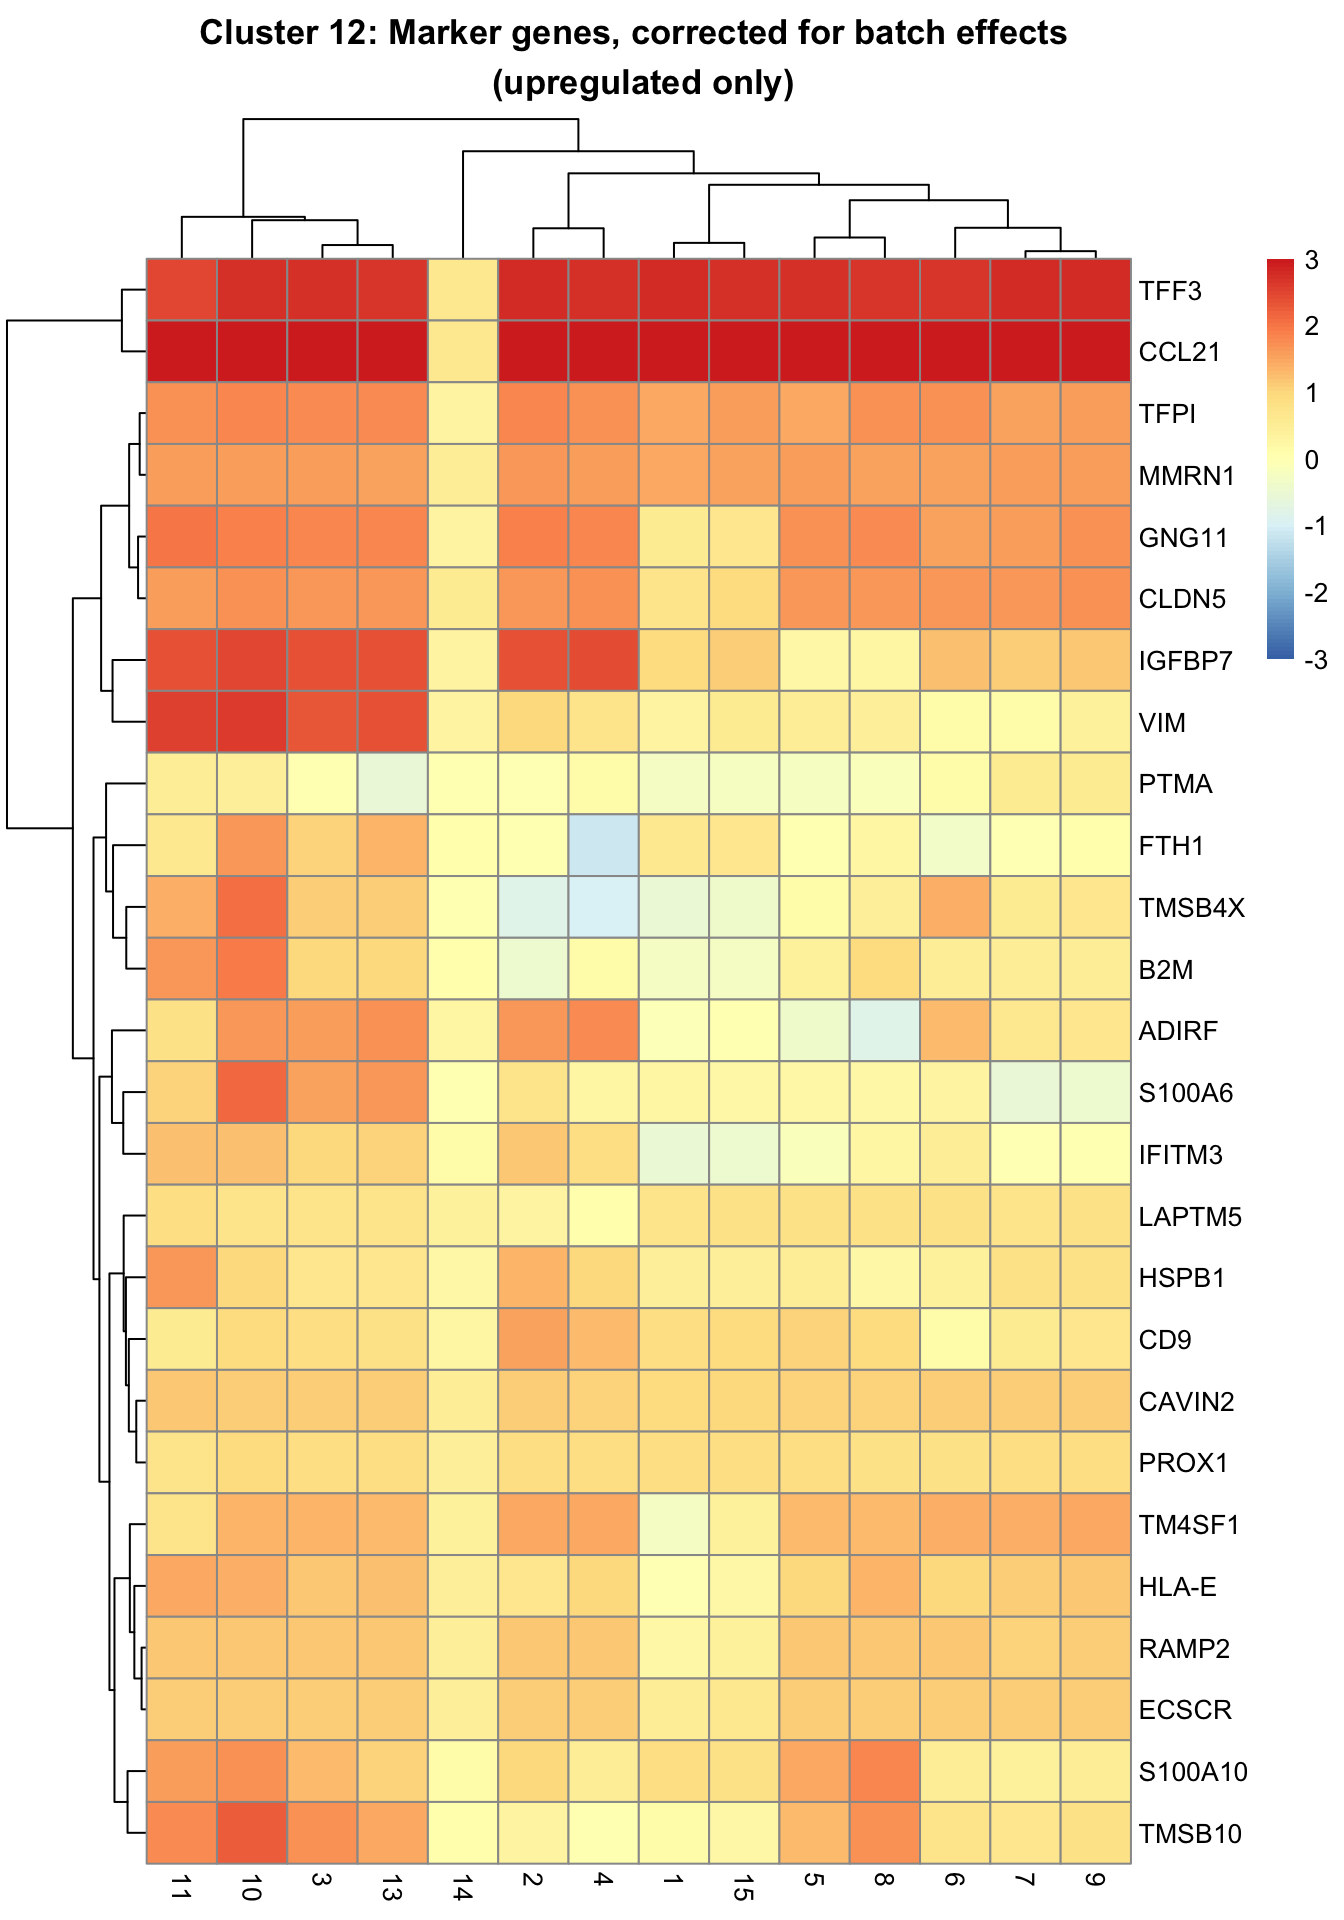 Cluster 12: Marker genes, corrected for batch effects
(upregulated only)
3
2
1
0
-1
-2
-3
TFF3
CCL21
TFPI
MMRN1
GNG11
CLDN5
IGFBP7
VIM
PTMA
FTH1
TMSB4X
B2M
ADIRF
S100A6
IFITM3
LAPTM5
HSPB1
CD9
CAVIN2
PROX1
TM4SF1
HLA-E
RAMP2
ECSCR
S100A10
TMSB10
11 10 3 13 14 2 4 1 15 5 8 6 7 9